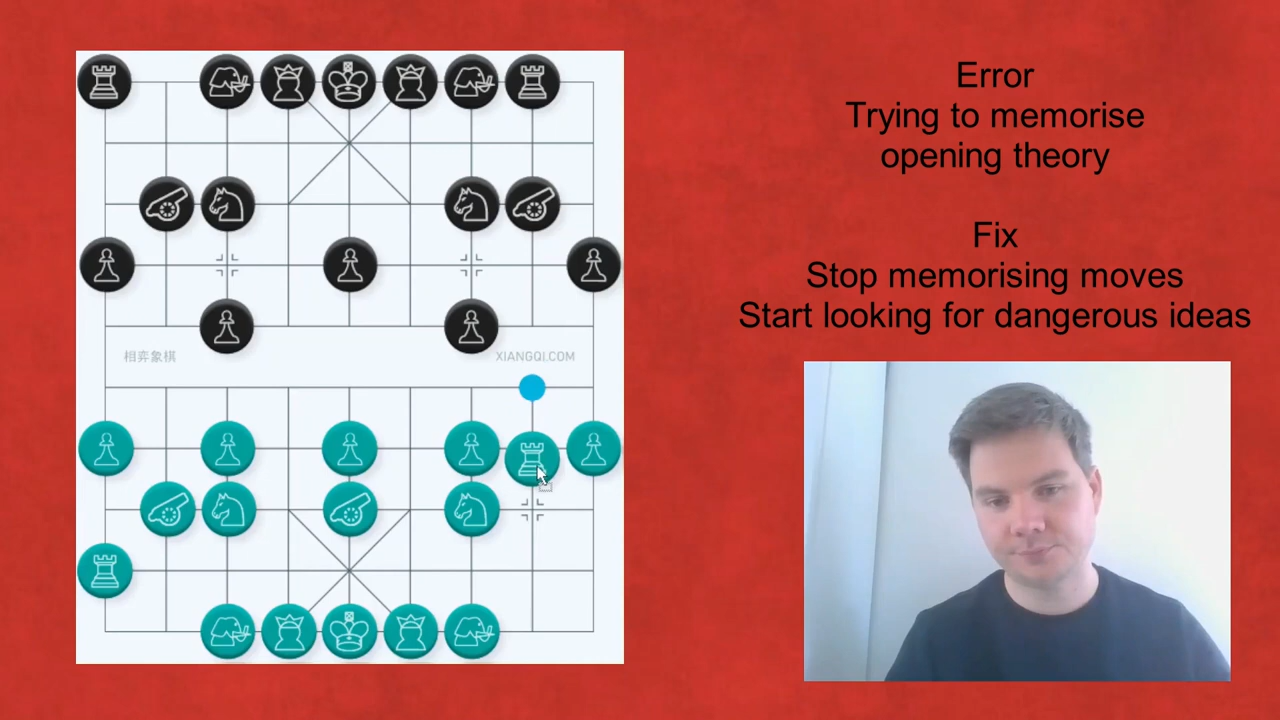 Error
Trying to memorise
opening theory
Fix
Stop memorising moves
Start looking for dangerous ideas
相弈象棋
XIANGQI.COM